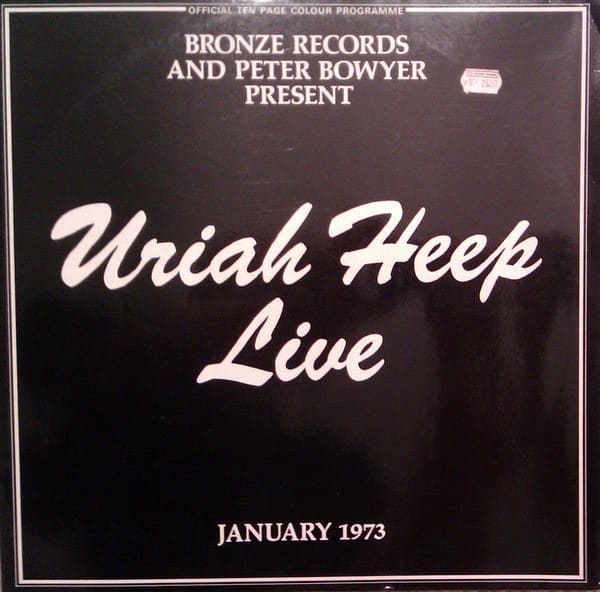 OFFICIAL TEN PAGE COLOUR PROGRAMME
BRONZE RECORDS
AND PETER BOWYER
PRESENT
Uriah Heep
Live
JANUARY 1973